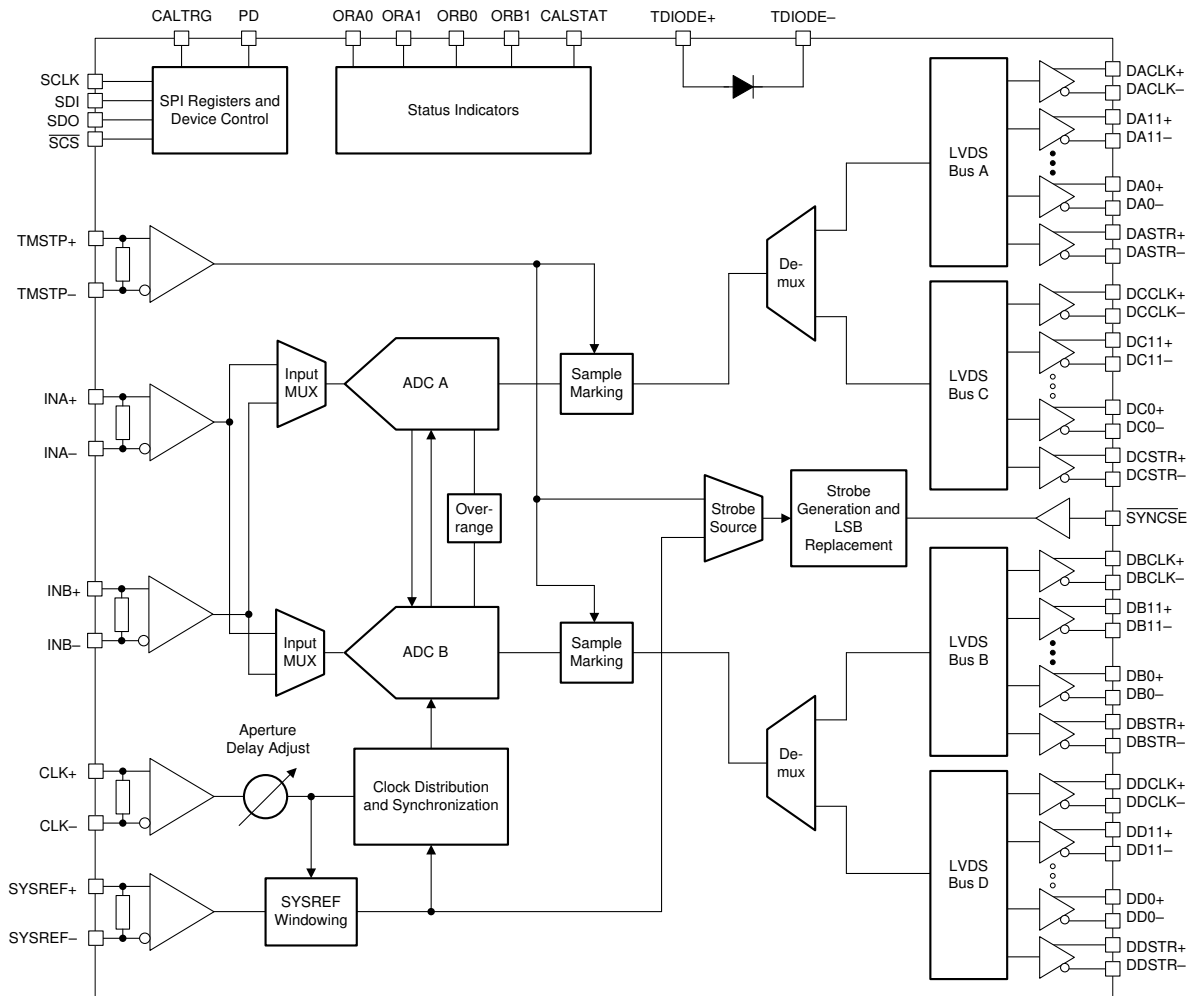 CALTRG
PD
ORA0
ORA1
ORB0
ORB1
CALSTAT
TDIODE+
TDIODE–
SCLK
SDI
SDO
SCS
SPI Registers and
Device Control
Status Indicators
LVDS
Bus A
DACLK+
DACLK–
DA11+
DA11–
DA0+
DA0–
DASTR+
DASTR–
TMSTP+
TMSTP–
De-
mux
LVDS
Bus C
DCCLK+
DCCLK–
DC11+
DC11–
DC0+
DC0–
DCSTR+
DCSTR–
INA+
INA–
Input
MUX
ADC A
Sample
Marking
Over-
range
Strobe
Source
Strobe
Generation and
LSB
Replacement
SYNCSE
INB+
INB–
Input
MUX
ADC B
Sample
Marking
LVDS
Bus B
DBCLK+
DBCLK–
DB11+
DB11–
DB0+
DB0–
DBSTR+
DBSTR–
De-
mux
Aperture
Delay Adjust
CLK+
CLK–
Clock Distribution
and Synchronization
LVDS
Bus D
DDCLK+
DDCLK–
DD11+
DD11–
DD0+
DD0–
DDSTR+
DDSTR–
SYSREF+
SYSREF–
SYSREF
Windowing